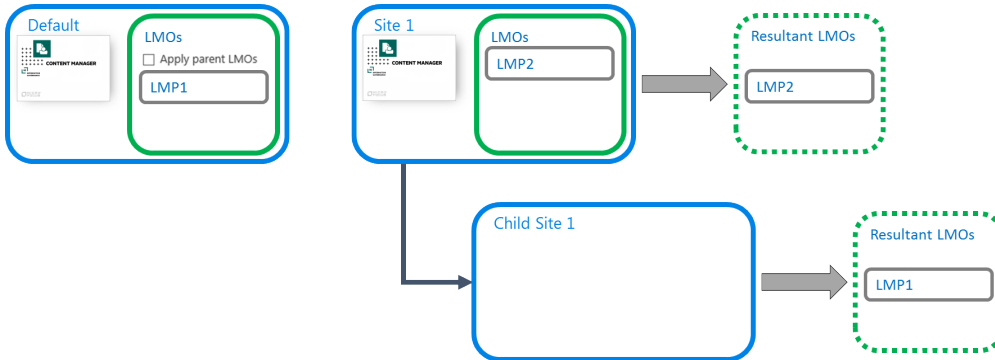 Default
CONTENT MANAGER
LMOs
Apply parent LMOs
LMP1
Site 1
CONTENT MANAGER
LMOs
LMP2
Resultant LMOs
LMP2
Child Site 1
Resultant LMOs
LMP1